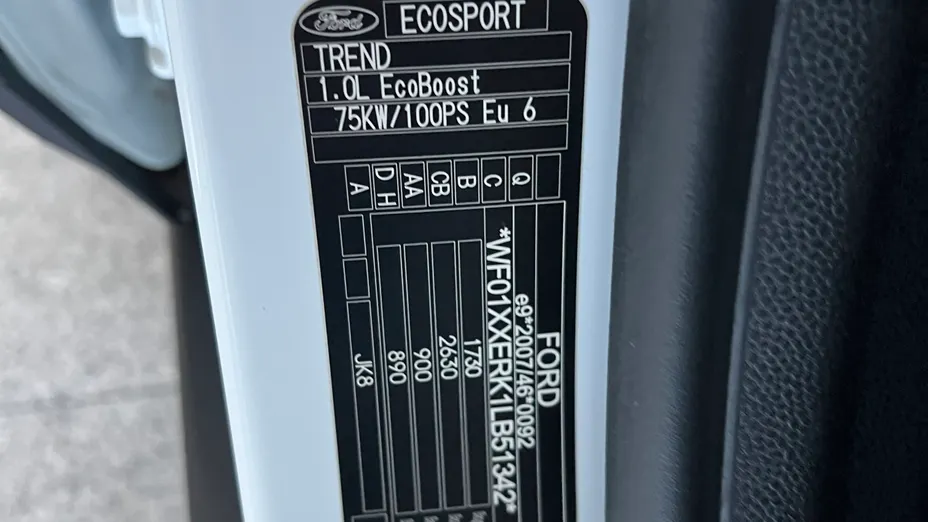 Ford
ECOSPORT
TREND
1.0L EcoBoost
75KW/100PS Eu 6
FORD
Q e9*2007/46*0092
C *WF01XXERK1LB51342*
B 1730
CB 2630
AA 900
D H 890
A JK8